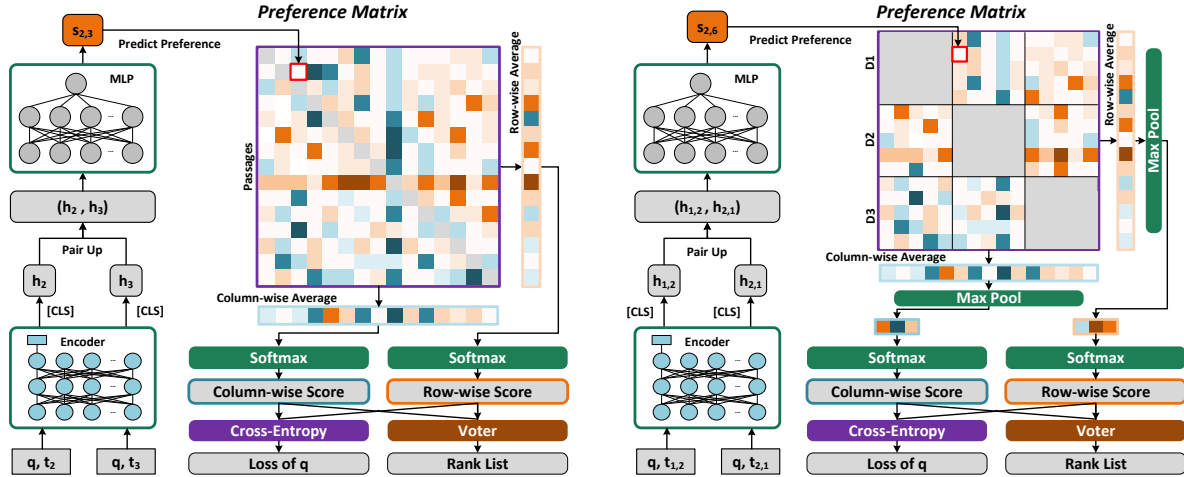 Preference Matrix
s2,3
Predict Preference
MLP
...
...
Passages
Row-wise Average
(h2 , h3)
Pair Up
h2
h3
[CLS]
[CLS]
Column-wise Average
Encoder
...
...
...
Softmax
Softmax
Column-wise Score
Row-wise Score
Cross-Entropy
Voter
q, t2
q, t3
Loss of q
Rank List
Preference Matrix
s2,6
Predict Preference
MLP
...
...
D1
D2
D3
Row-wise Average
Max Pool
(h1,2 , h2,1)
Pair Up
h1,2
h2,1
[CLS]
[CLS]
Column-wise Average
Max Pool
Encoder
...
...
...
Softmax
Softmax
Column-wise Score
Row-wise Score
Cross-Entropy
Voter
q, t1,2
q, t2,1
Loss of q
Rank List